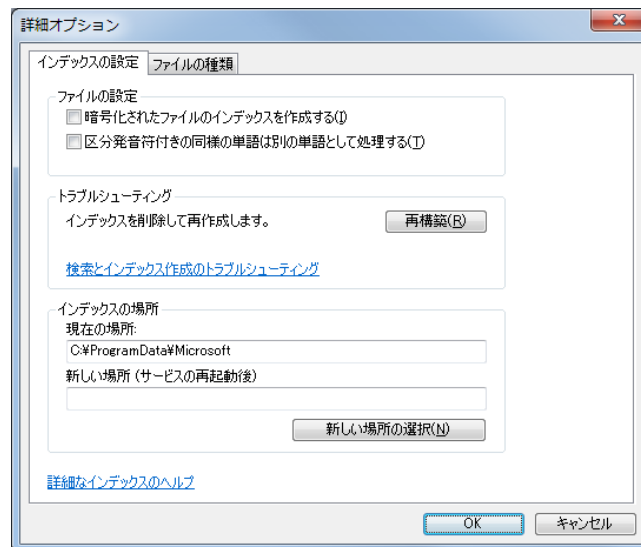 詳細オプション
インデックスの設定 ファイルの種類
ファイルの設定
暗号化されたファイルのインデックスを作成する(I)
区分発音符付きの同様の単語は別の単語として処理する(T)
トラブルシューティング
インデックスを削除して再作成します。 再構築(R)
検索とインデックス作成のトラブルシューティング
インデックスの場所
現在の場所:
C:¥ProgramData¥Microsoft
新しい場所 (サービスの再起動後)
新しい場所の選択(N)
詳細なインデックスのヘルプ
OK キャンセル